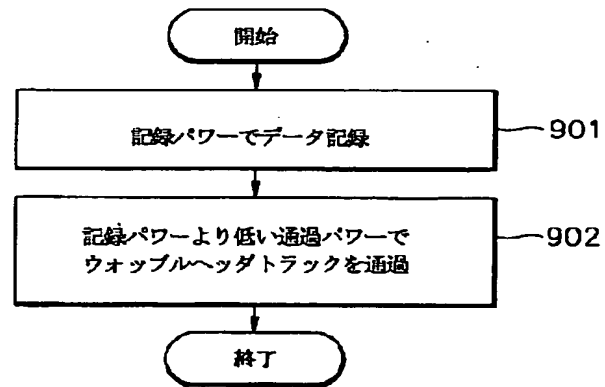 開始
記録パワーでデータ記録
901
記録パワーより低い通過パワーで
ウォッブルヘッダトラックを通過
902
終了